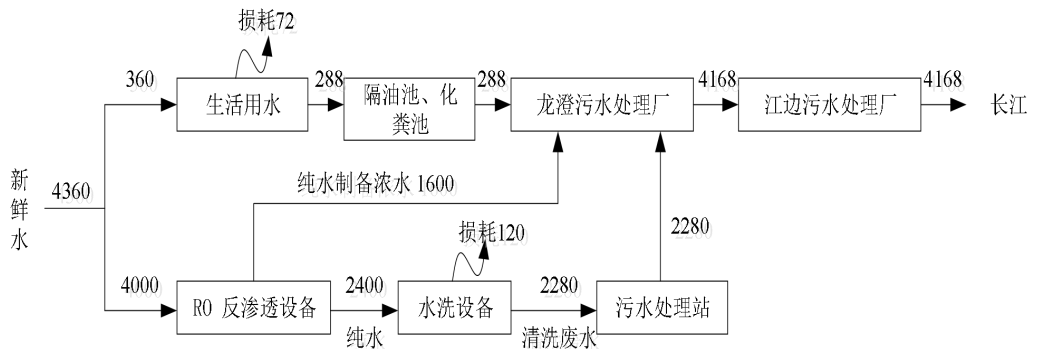 损耗72
360
生活用水
288
隔油池、化
粪池
288
龙澄污水处理厂
4168
江边污水处理厂
4168
长江
新
鲜
水
4360
纯水制备浓水 1600
2280
损耗120
4000
RO 反渗透设备
2400
纯水
水洗设备
2280
清洗废水
污水处理站